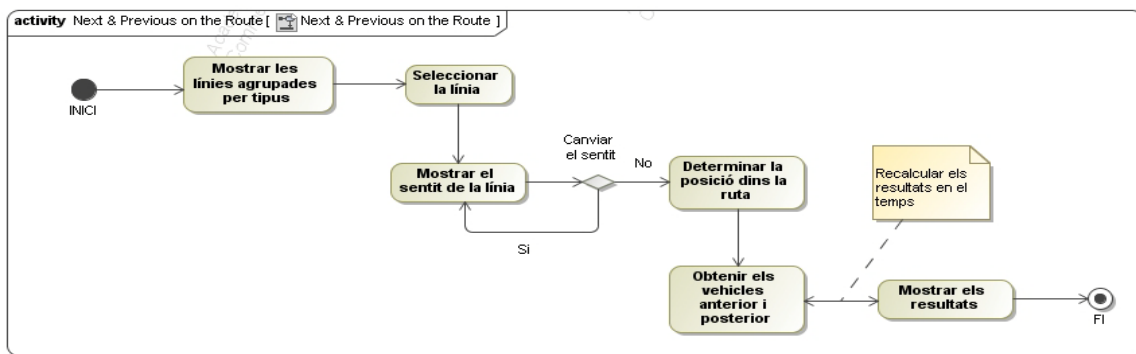 activity Next & Previous on the Route [ Next & Previous on the Route ]
INICI
Mostrar les
línies agrupades
per tipus
Seleccionar
la línia
Mostrar el
sentit de la línia
Canviar
el sentit
No
Si
Determinar la
posició dins la
ruta
Recalcular els
resultats en el
temps
Obtenir els
vehicles
anterior i
posterior
Mostrar els
resultats
FI